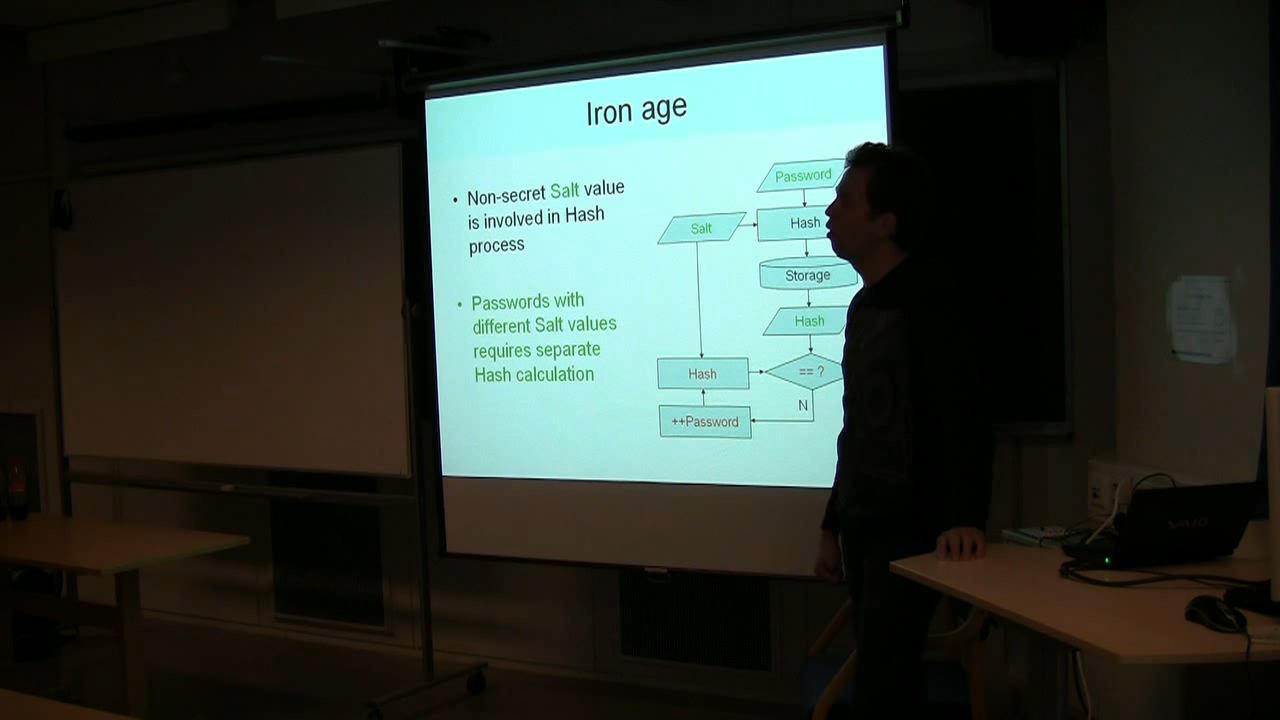 Iron age
• Non-secret Salt value
is involved in Hash
process
• Passwords with
different Salt values
requires separate
Hash calculation
Password
Salt
Hash
Storage
Hash
Hash
== ?
N
++Password
VAIO